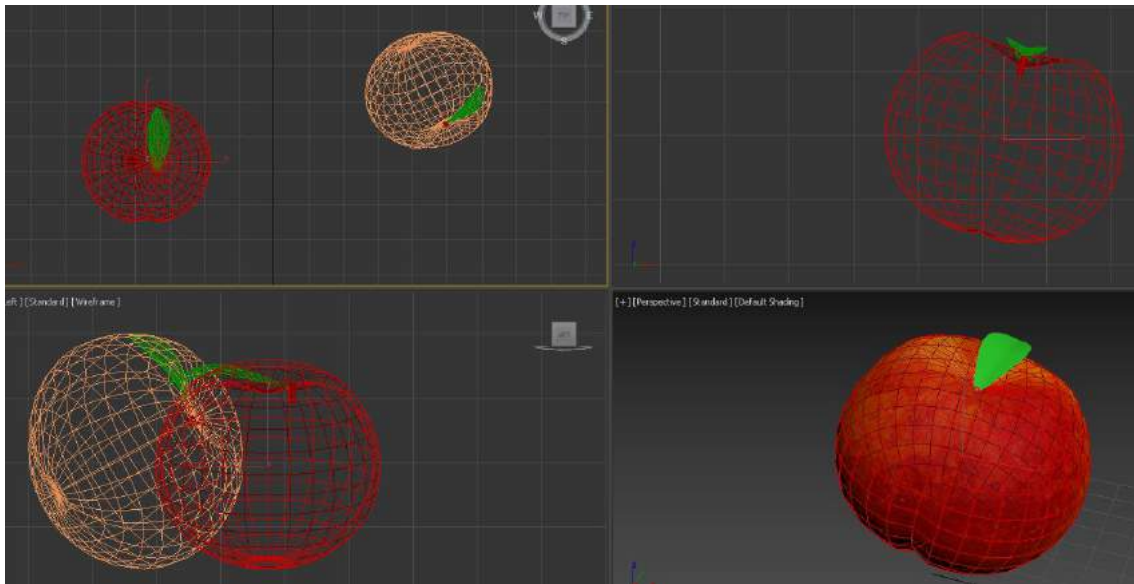 W
S
eft ] [Standard ] [Wireframe ]
[+] [Perspective ] [Standard ] [Default Shading ]